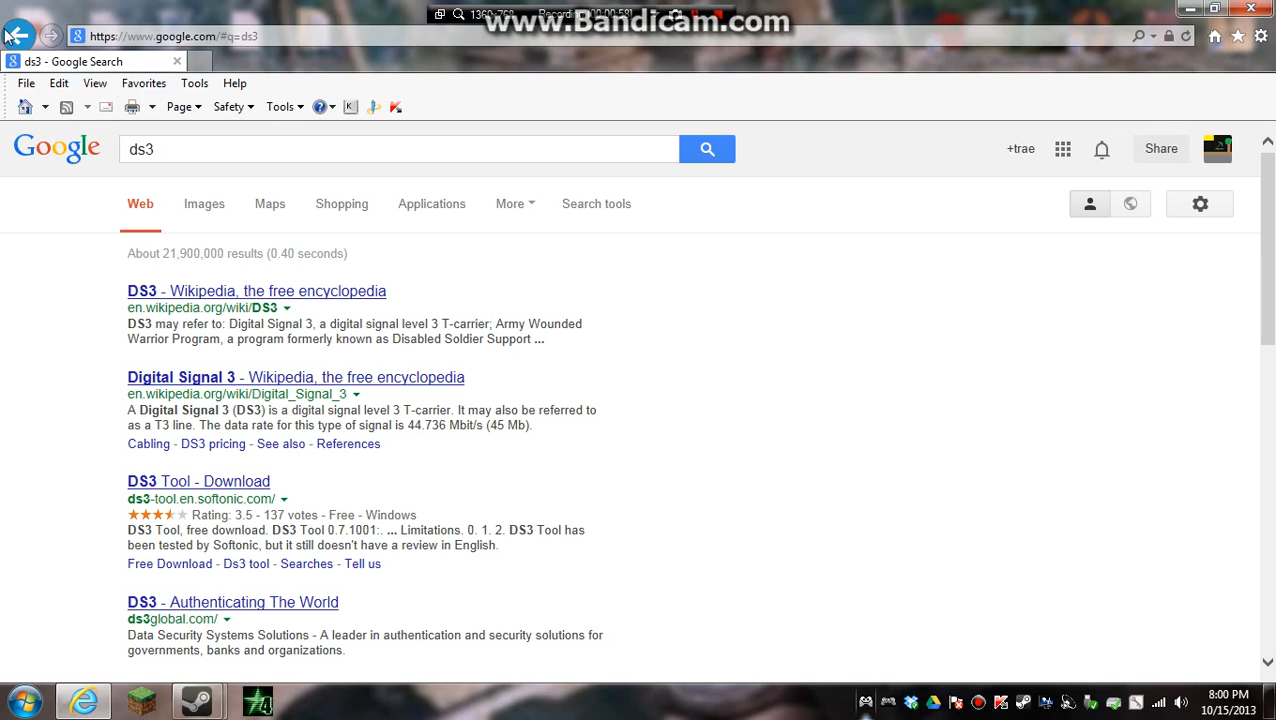 1360x768 Recording [00:00:58]
www.Bandicam.com
https://www.google.com/#q=ds3
ds3 - Google Search
File Edit View Favorites Tools Help
Page Safety Tools
Google ds3 +trae Share
Web Images Maps Shopping Applications More Search tools
About 21,900,000 results (0.40 seconds)
DS3 - Wikipedia, the free encyclopedia
en.wikipedia.org/wiki/DS3
DS3 may refer to: Digital Signal 3, a digital signal level 3 T-carrier; Army Wounded
Warrior Program, a program formerly known as Disabled Soldier Support ...
Digital Signal 3 - Wikipedia, the free encyclopedia
en.wikipedia.org/wiki/Digital_Signal_3
A Digital Signal 3 (DS3) is a digital signal level 3 T-carrier. It may also be referred to
as a T3 line. The data rate for this type of signal is 44.736 Mbit/s (45 Mb).
Cabling - DS3 pricing - See also - References
DS3 Tool - Download
ds3-tool.en.softonic.com/
Rating: 3.5 - 137 votes - Free - Windows
DS3 Tool, free download. DS3 Tool 0.7.1001:. ... Limitations. 0. 1. 2. DS3 Tool has
been tested by Softonic, but it still doesn't have a review in English.
Free Download - Ds3 tool - Searches - Tell us
DS3 - Authenticating The World
ds3global.com/
Data Security Systems Solutions - A leader in authentication and security solutions for
governments, banks and organizations.
8:00 PM
10/15/2013